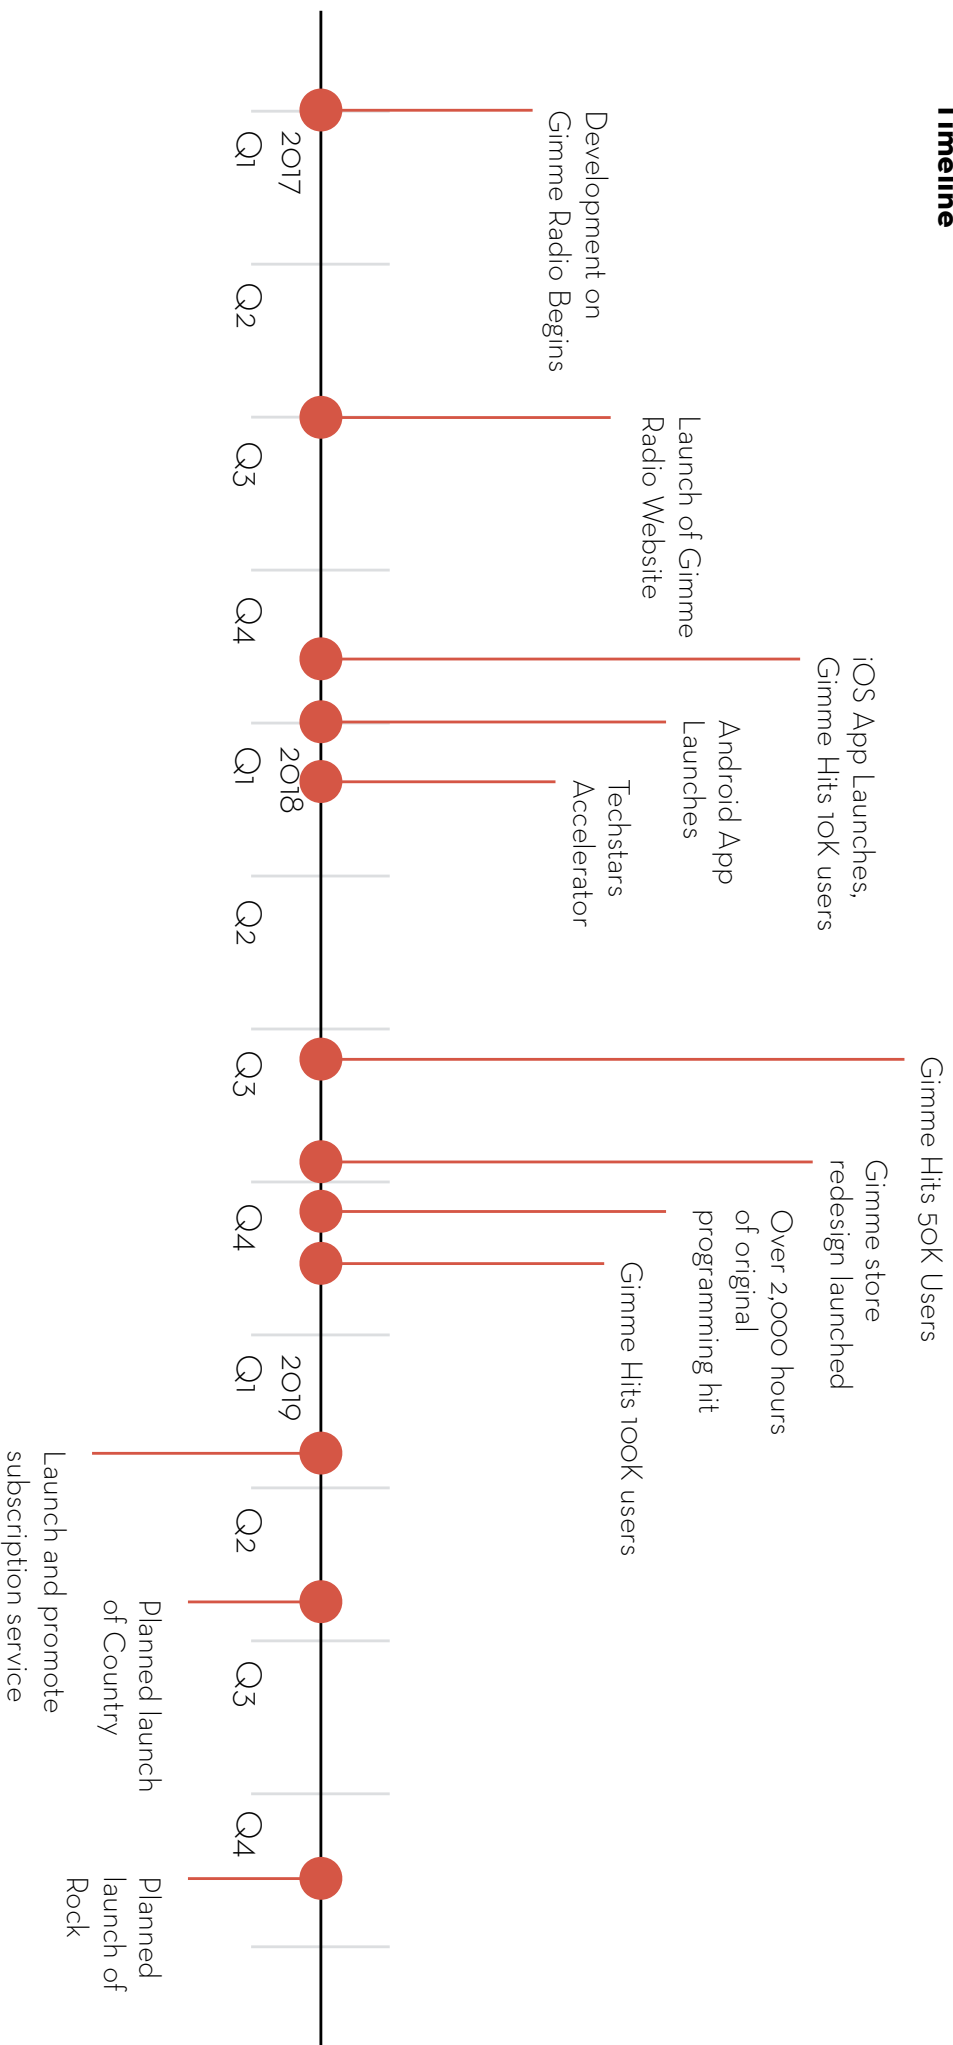 Timeline
Development on
Gimme Radio Begins
Launch of Gimme
Radio Website
iOS App Launches,
Gimme Hits 10K users
Android App
Launches
Techstars
Accelerator
Gimme Hits 50K Users
Gimme store
redesign launched
Over 2,000 hours
of original
programming hit
Gimme Hits 100K users
2017
Q1
Q2
Q3
Q4
2018
Q1
Q2
Q3
Q4
2019
Q1
Q2
Q3
Q4
Launch and promote
subscription service
Planned launch
of Country
Planned
launch of
Rock